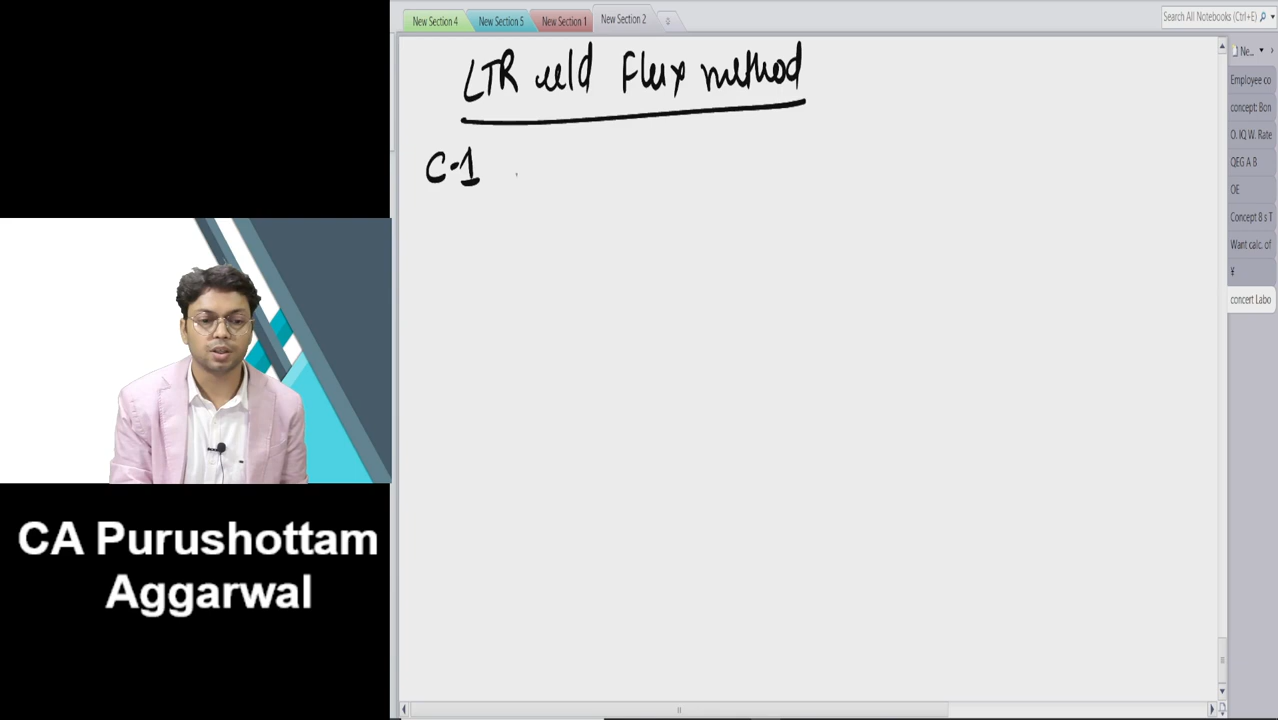 New Section 4
New Section 5
New Section 1
New Section 2
Search All Notebooks (Ctrl+E)
Ne...
LTR Flux method
C-1
Employee co
concept: Bon
O. IQ W. Rate
QEG A B
OE
Concept 8 s T
Want calc. of
¥
concert Labo
CA Purushottam
Aggarwal